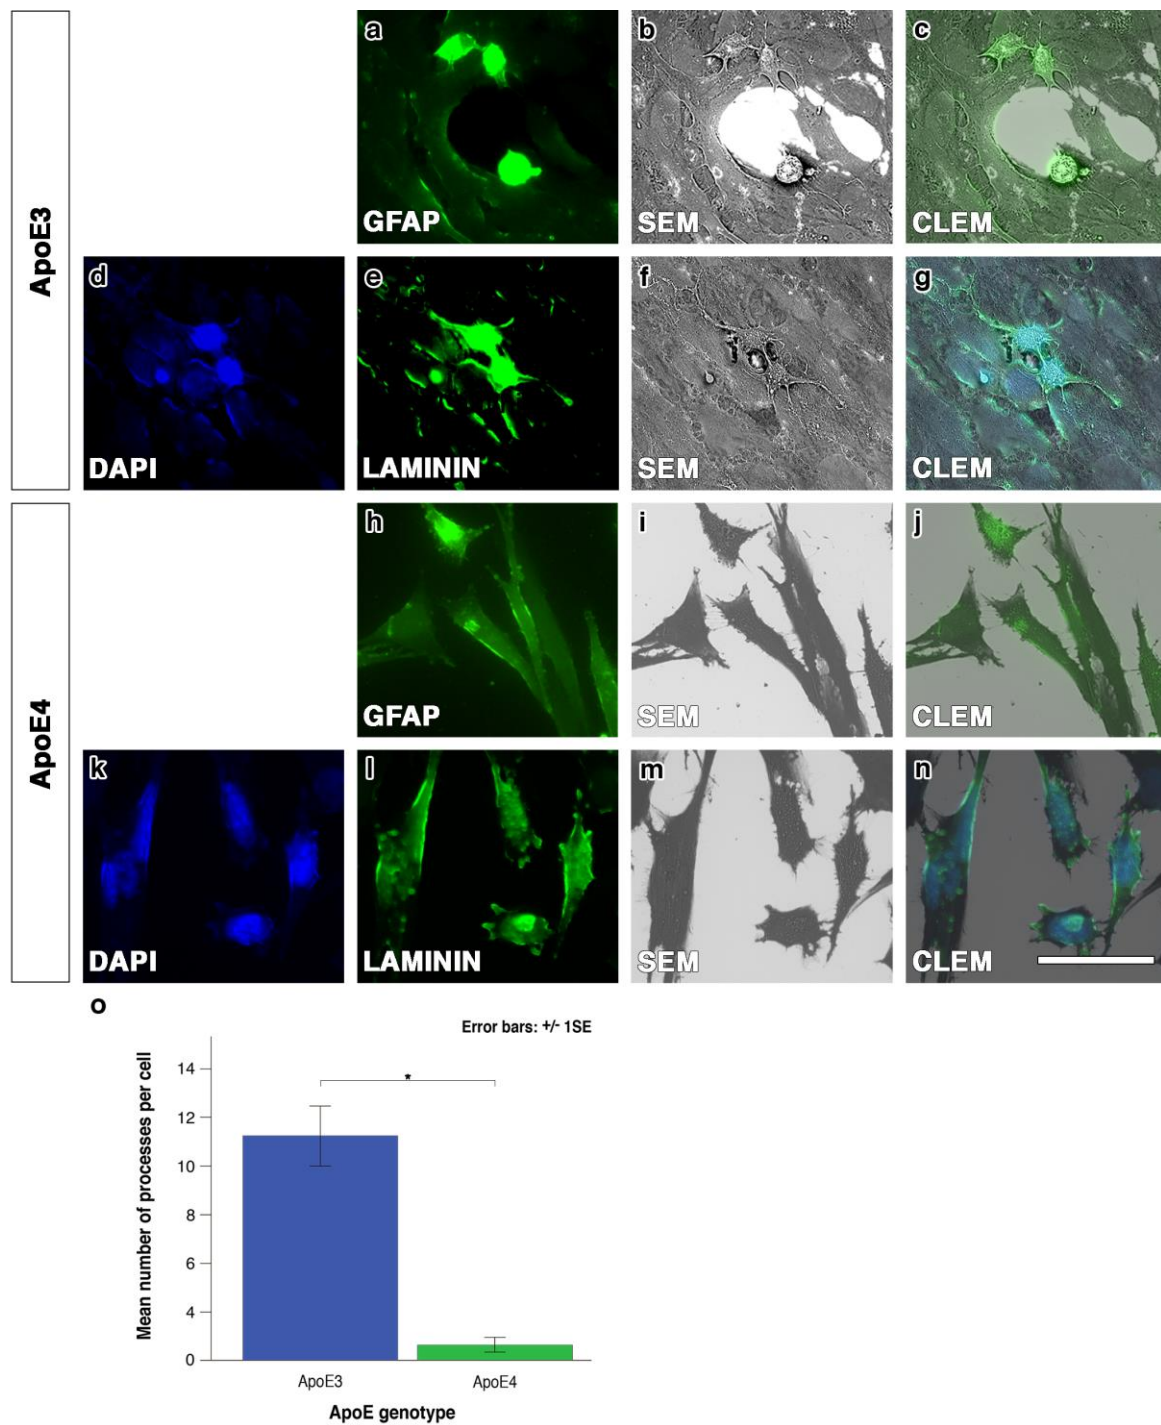 ApoE3
a
GFAP
b
SEM
c
CLEM
d
DAPI
e
LAMININ
f
SEM
g
CLEM
ApoE4
h
GFAP
i
SEM
j
CLEM
k
DAPI
l
LAMININ
m
SEM
n
CLEM
o
Error bars: +/- 1SE
Mean number of processes per cell
14
12
10
8
6
4
0
*
ApoE3
ApoE4
ApoE genotype